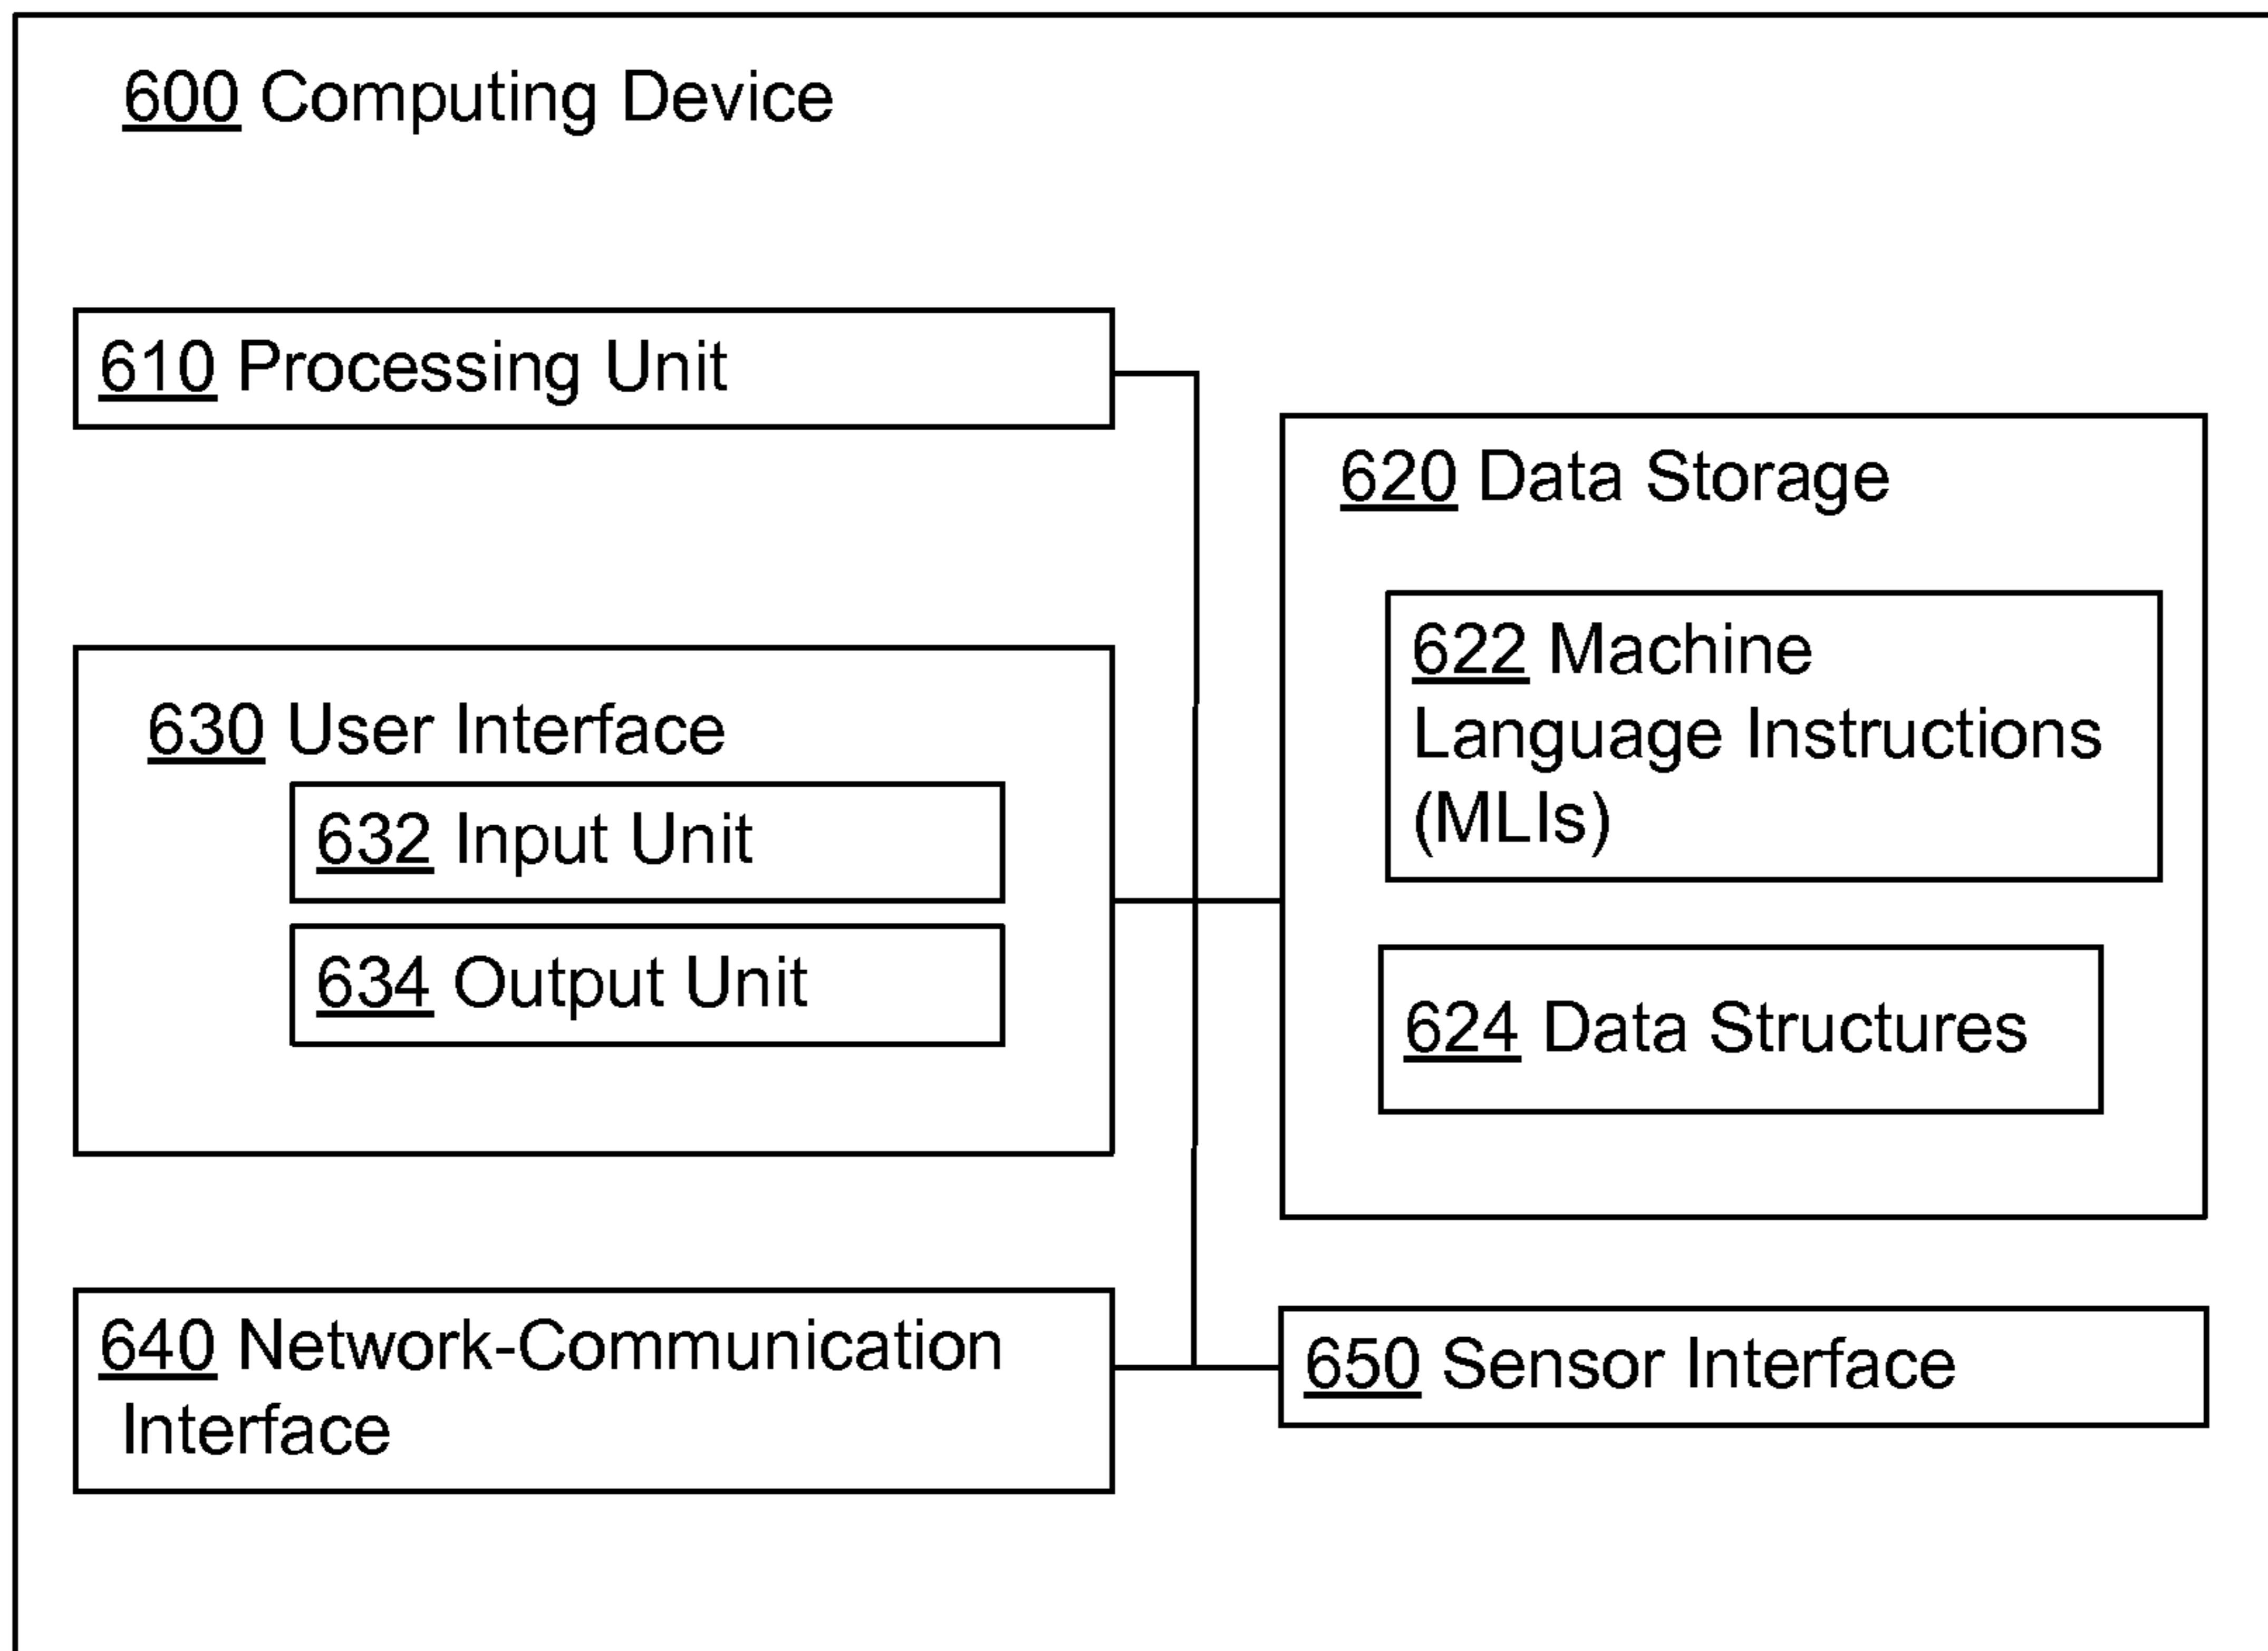 600 Computing Device
610 Processing Unit
620 Data Storage
622 Machine
Language Instructions
(MLIs)
624 Data Structures
630 User Interface
632 Input Unit
634 Output Unit
640 Network-Communication
Interface
650 Sensor Interface